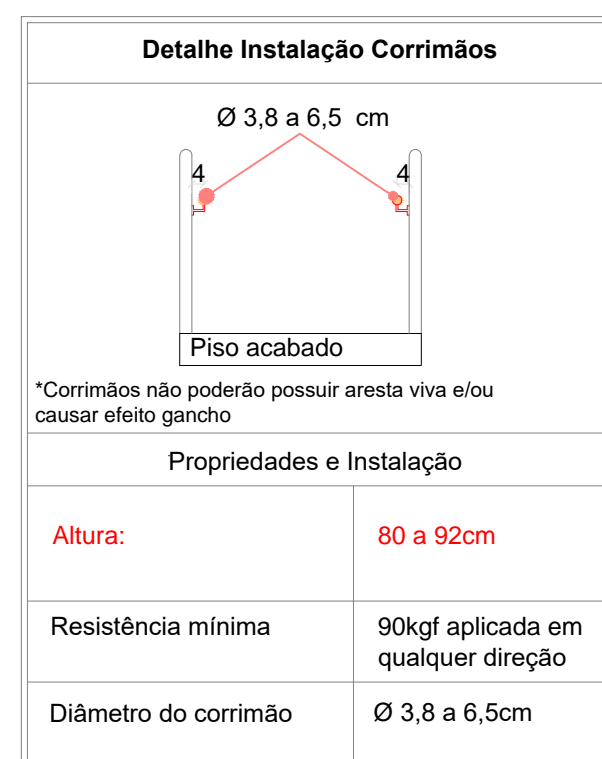 Detalhe Instalação Corrimãos
Ø 3,8 a 6,5 cm
4
4
Piso acabado
*Corrimãos não poderão possuir aresta viva e/ou
causar efeito gancho
Propriedades e Instalação
Altura:
80 a 92cm
Resistência mínima
90kgf aplicada em
qualquer direção
Diâmetro do corrimão
Ø 3,8 a 6,5cm